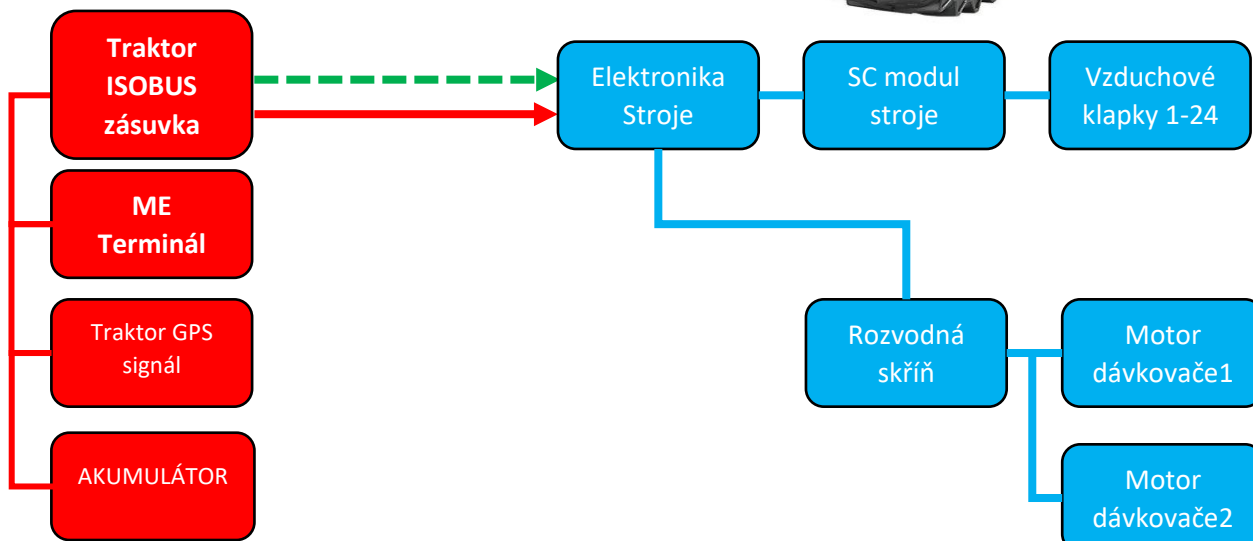 Traktor
ISOBUS
zásuvka
ME
Terminál
Traktor GPS
signál
AKUMULÁTOR
Elektronika
Stroje
SC modul
stroje
Vzduchové
klapky 1-24
Rozvodná
skříň
Motor
dávkovače1
Motor
dávkovače2